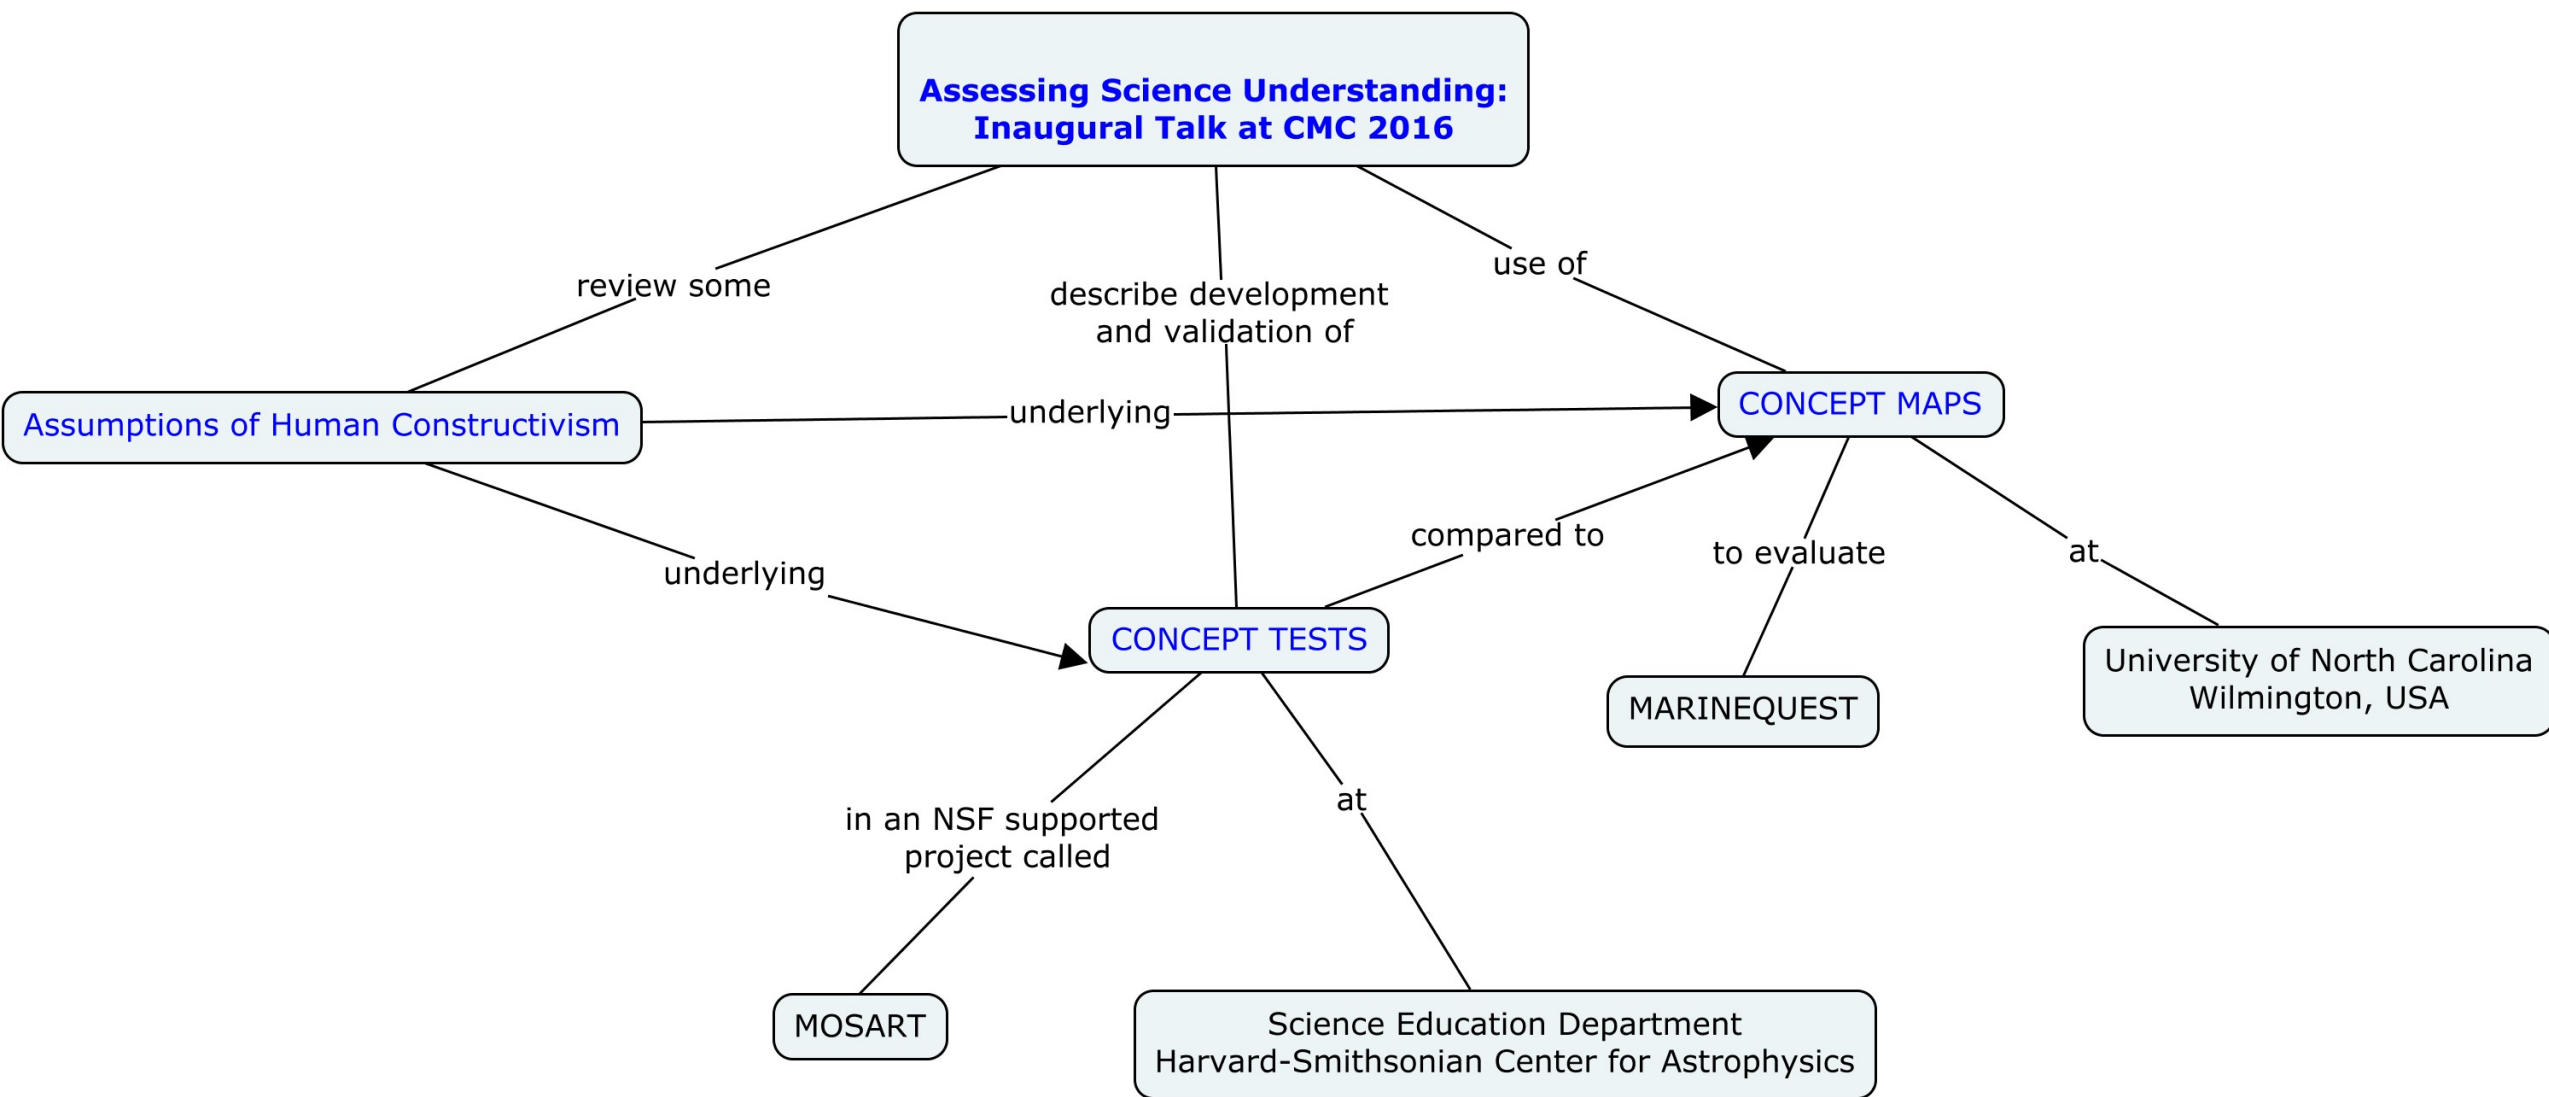 Assessing Science Understanding:
Inaugural Talk at CMC 2016
use of
review some
describe development
and validation of
CONCEPT MAPS
underlying
Assumptions of Human Constructivism
compared to
to evaluate
at
underlying
CONCEPT TESTS
University of North Carolina
Wilmington, USA
MARINEQUEST
at
in an NSF supported
project called
MOSART
Science Education Department
Harvard-Smithsonian Center for Astrophysics